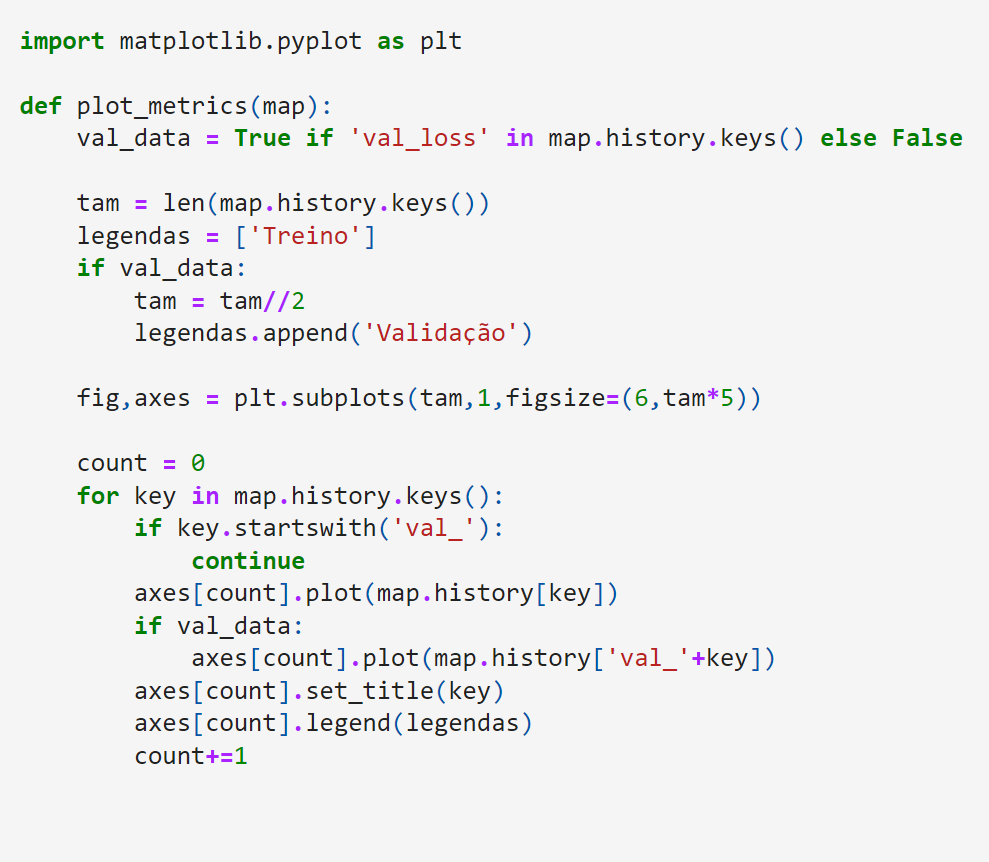 import matplotlib.pyplot as plt

def plot_metrics(map):
    val_data = True if 'val_loss' in map.history.keys() else False

    tam = len(map.history.keys())
    legendas = ['Treino']
    if val_data:
        tam = tam//2
        legendas.append('Validação')

    fig,axes = plt.subplots(tam,1,figsize=(6,tam*5))

    count = 0
    for key in map.history.keys():
        if key.startswith('val_'):
            continue
        axes[count].plot(map.history[key])
        if val_data:
            axes[count].plot(map.history['val_'+key])
        axes[count].set_title(key)
        axes[count].legend(legendas)
        count+=1